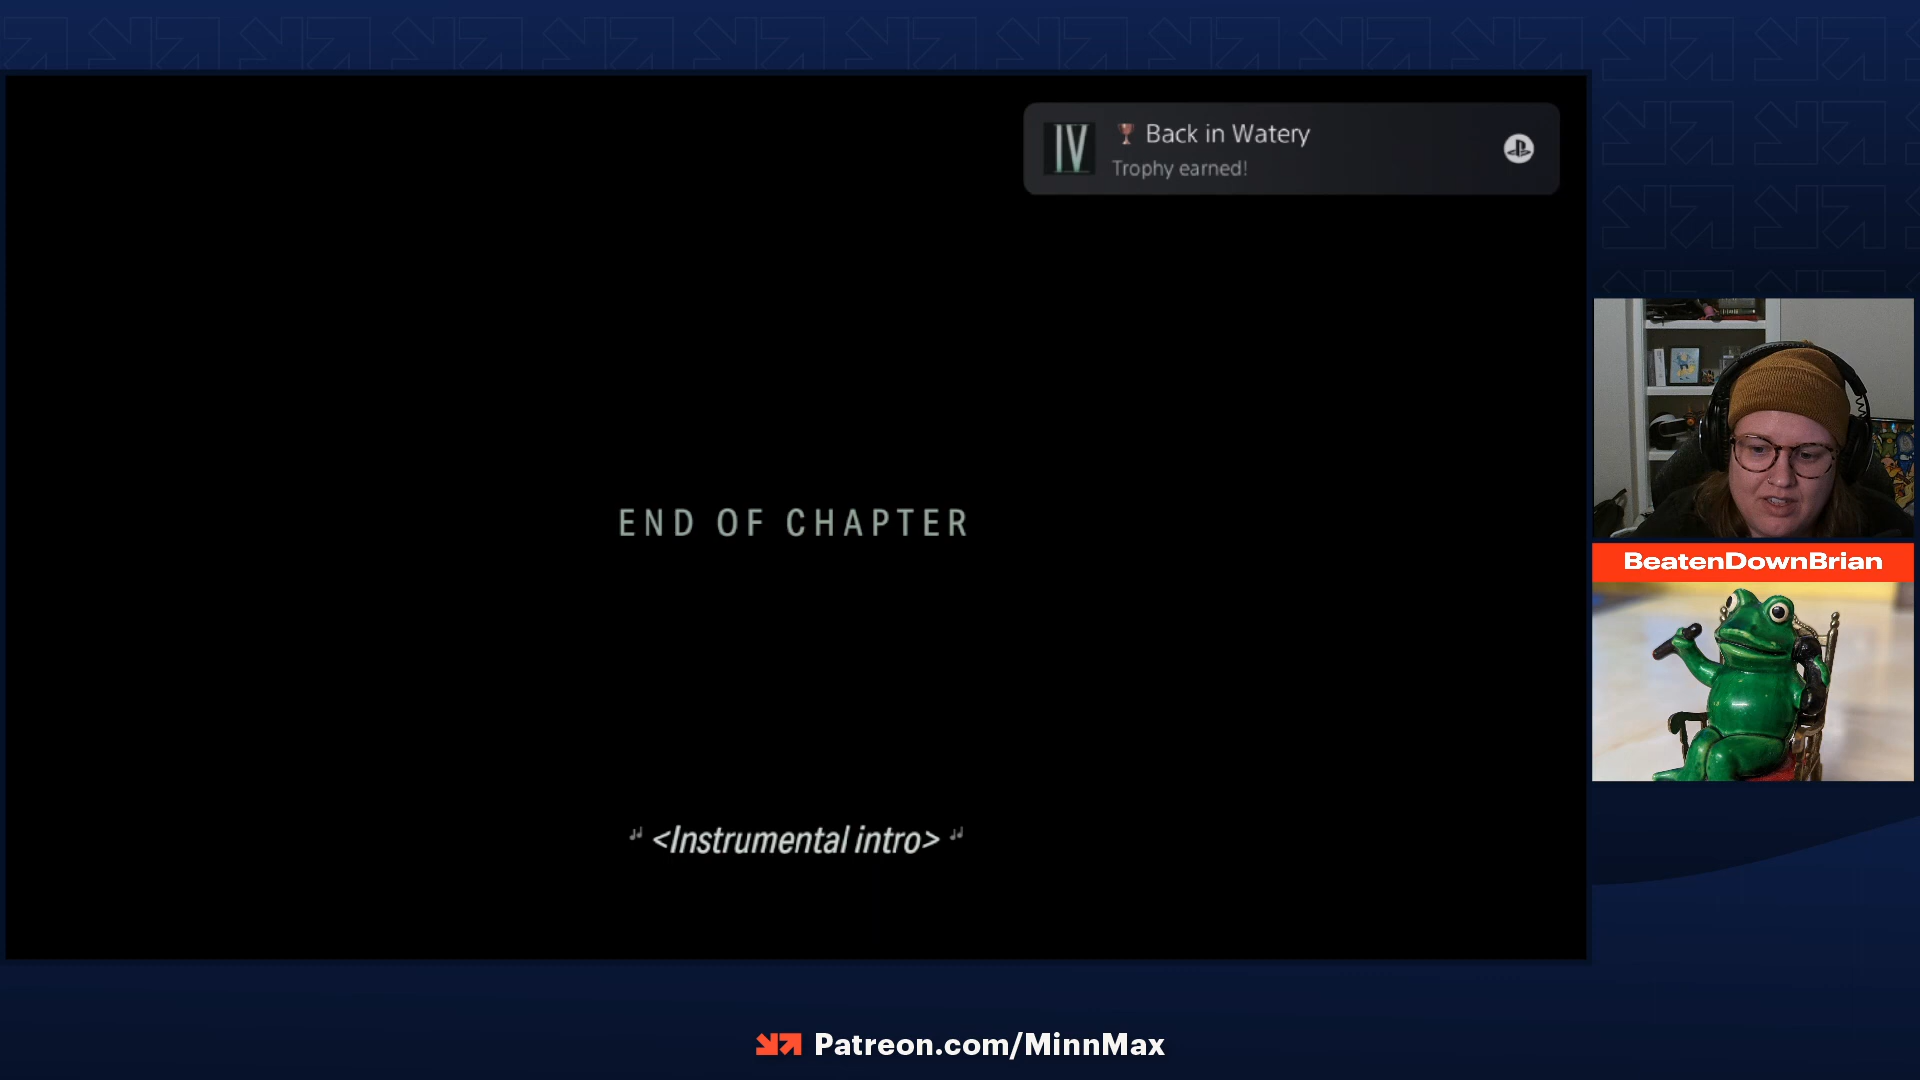 IV
Back in Watery
Trophy earned!
END OF CHAPTER
<Instrumental intro>
BeatenDownBrian
Patreon.com/MinnMax